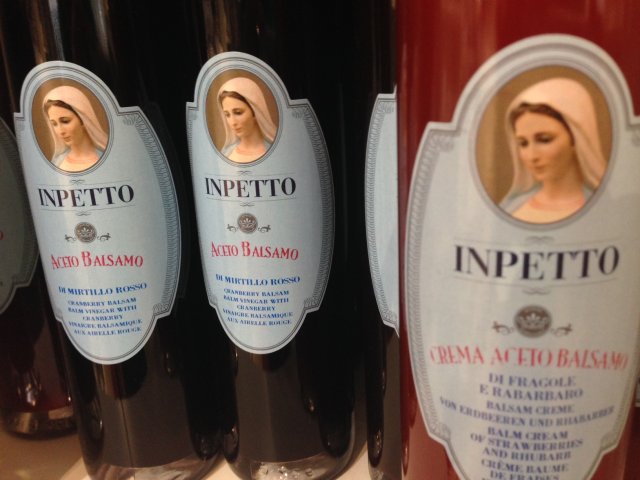 INPETTO
ACETO BALSAMO
DI MIRTILLO ROSSO
CRANBERRY BALSAM
BALM VINEGAR WITH
CRANBERRY
VINAIGRE BALSAMIQUE
AUX AIRELLE ROUGE
INPETTO
ACETO BALSAMO
DI MIRTILLO ROSSO
CRANBERRY BALSAM
BALM VINEGAR WITH
CRANBERRY
VINAIGRE BALSAMIQUE
AUX AIRELLE ROUGE
INPETTO
CREMA ACETO BALSAMO
DI FRAGOLE
E RABARBARO
BALSAM CREME
VON ERDBEEREN UND RHABARBER
BALM CREAM
OF STRAWBERRIES
AND RHUBARB
CRÈME BAUME
DE FRAISES